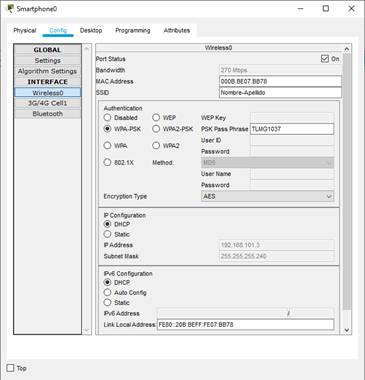 Smartphone0
Physical Config Desktop Programming Attributes
GLOBAL
Settings
Algorithm Settings
INTERFACE
Wireless0
3G/4G Cell1
Bluetooth
Wireless0
Port Status On
Bandwidth 270 Mbps
MAC Address 000B.BE07.BB78
SSID Nombre-Apellido
Authentication
Disabled WEP WEP Key
WPA-PSK WPA2-PSK PSK Pass Phrase TLMG1037
User ID
WPA WPA2 Password
802.1X Method: MD5
User Name
Password
Encryption Type AES
IP Configuration
DHCP
Static
IP Address 192.168.101.3
Subnet Mask 255.255.255.240
IPv6 Configuration
DHCP
Auto Config
Static
IPv6 Address /
Link Local Address: FE80::20B:BEFF:FE07:BB78
Top